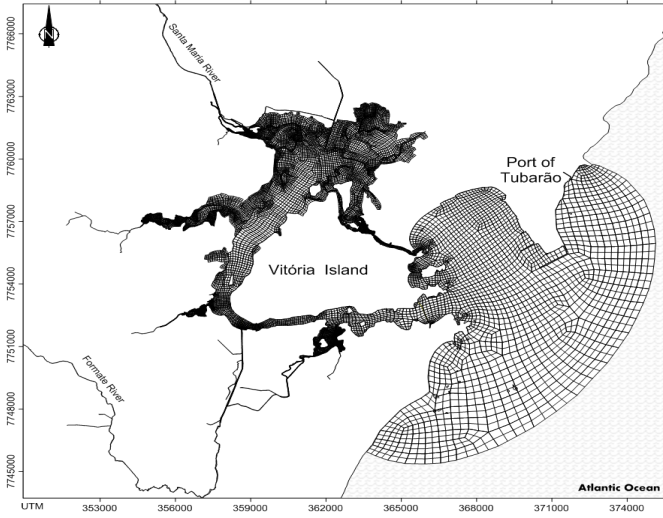 N
7766000
Santa Maria River
7763000
7760000
Port of
Tubarão
7757000
Vitória Island
7754000
7751000
Formate River
7748000
7745000
Atlantic Ocean
UTM
353000 356000 359000 362000 365000 368000 371000 374000